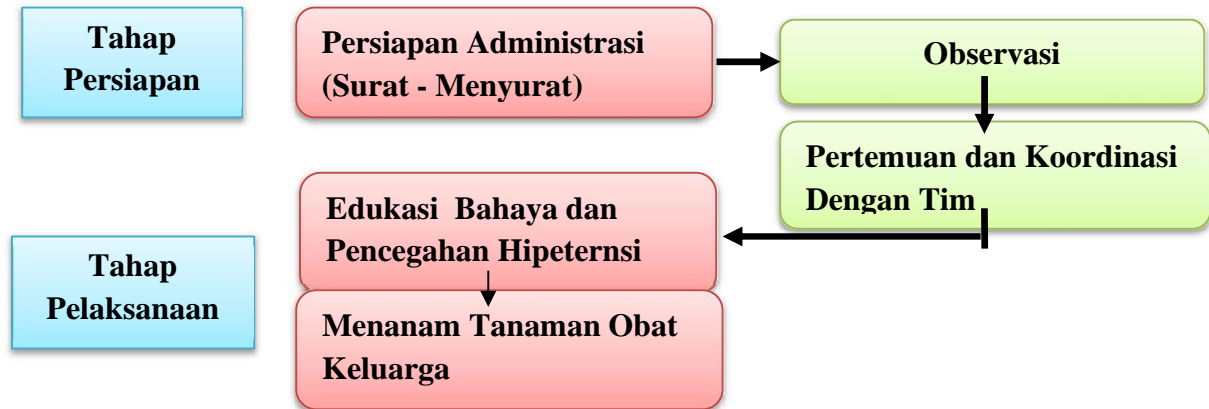 Tahap
Persiapan
Persiapan Administrasi
(Surat - Menyurat)
Observasi
Pertemuan dan Koordinasi
Dengan Tim
Tahap
Pelaksanaan
Edukasi Bahaya dan
Pencegahan Hipeternsi
Menanam Tanaman Obat
Keluarga